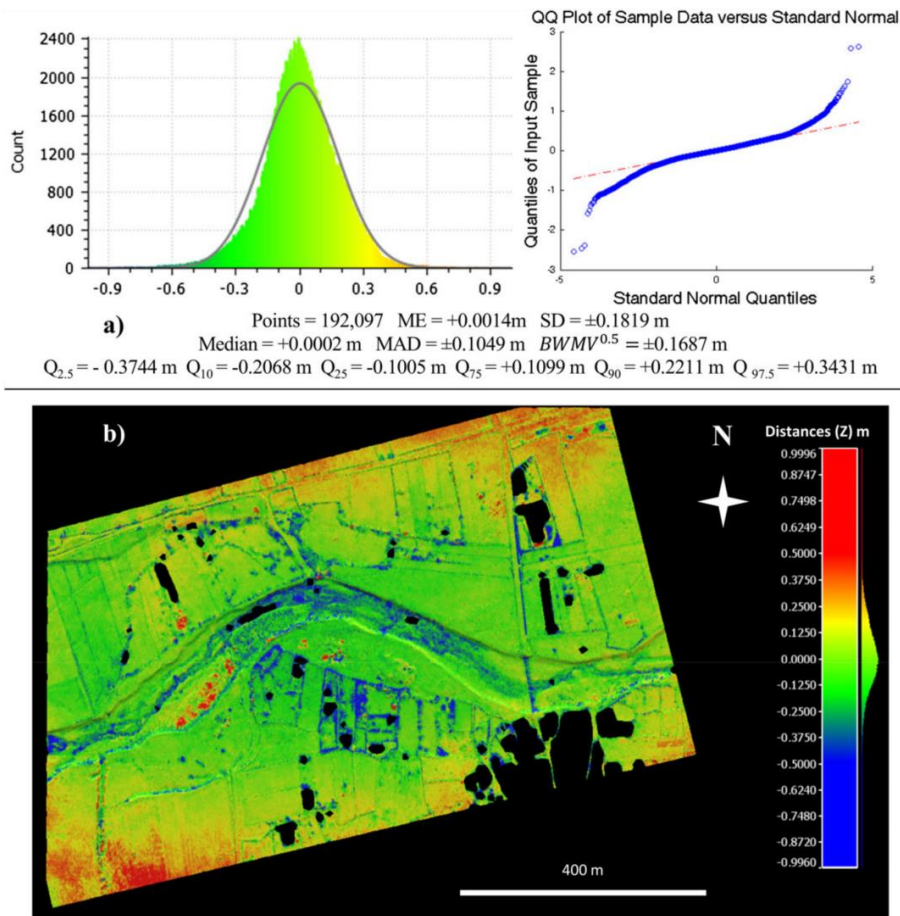 QQ Plot of Sample Data versus Standard Normal
Count
2400
2000
1600
1200
800
400
0
-0.9 -0.6 -0.3 0 0.3 0.6 0.9
Quantiles of Input Sample
3
2
1
0
-1
-2
-3
-5 0 5
Standard Normal Quantiles
a)
Points = 192,097 ME = +0.0014m SD = ±0.1819 m
Median = +0.0002 m MAD = ±0.1049 m BWMV^0.5 = ±0.1687 m
Q2.5 = - 0.3744 m Q10 = -0.2068 m Q25 = -0.1005 m Q75 = +0.1099 m Q90 = +0.2211 m Q 97.5 = +0.3431 m
b)
N
Distances (Z) m
0.9996
0.8747
0.7498
0.6249
0.5000
0.3750
0.2500
0.1250
0.0000
-0.1250
-0.2500
-0.3750
-0.5000
-0.6240
-0.7480
-0.8720
-0.9960
400 m